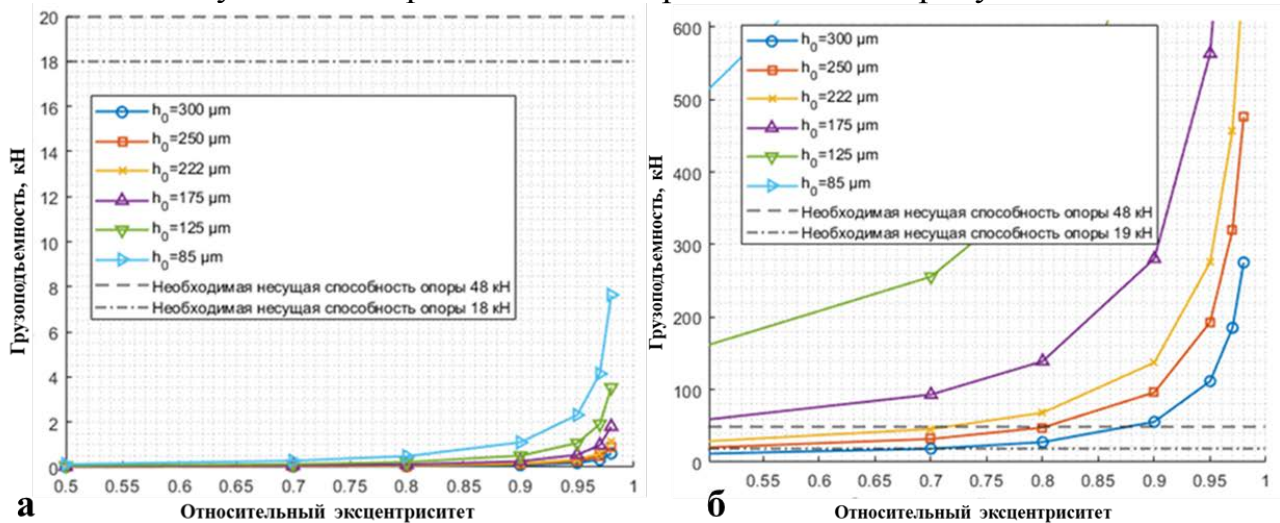 20
18
16
14
12
10
8
6
4
2
0
Грузоподъемность, кН
h0=300 μm
h0=250 μm
h0=222 μm
h0=175 μm
h0=125 μm
h0=85 μm
Необходимая несущая способность опоры 48 кН
Необходимая несущая способность опоры 18 кН
0.5 0.55 0.6 0.65 0.7 0.75 0.8 0.85 0.9 0.95 1
а
Относительный эксцентриситет
600
500
400
300
200
100
0
Грузоподъемность, кН
h0=300 μm
h0=250 μm
h0=222 μm
h0=175 μm
h0=125 μm
h0=85 μm
Необходимая несущая способность опоры 48 кН
Необходимая несущая способность опоры 19 кН
0.55 0.6 0.65 0.7 0.75 0.8 0.85 0.9 0.95 1
б
Относительный эксцентриситет